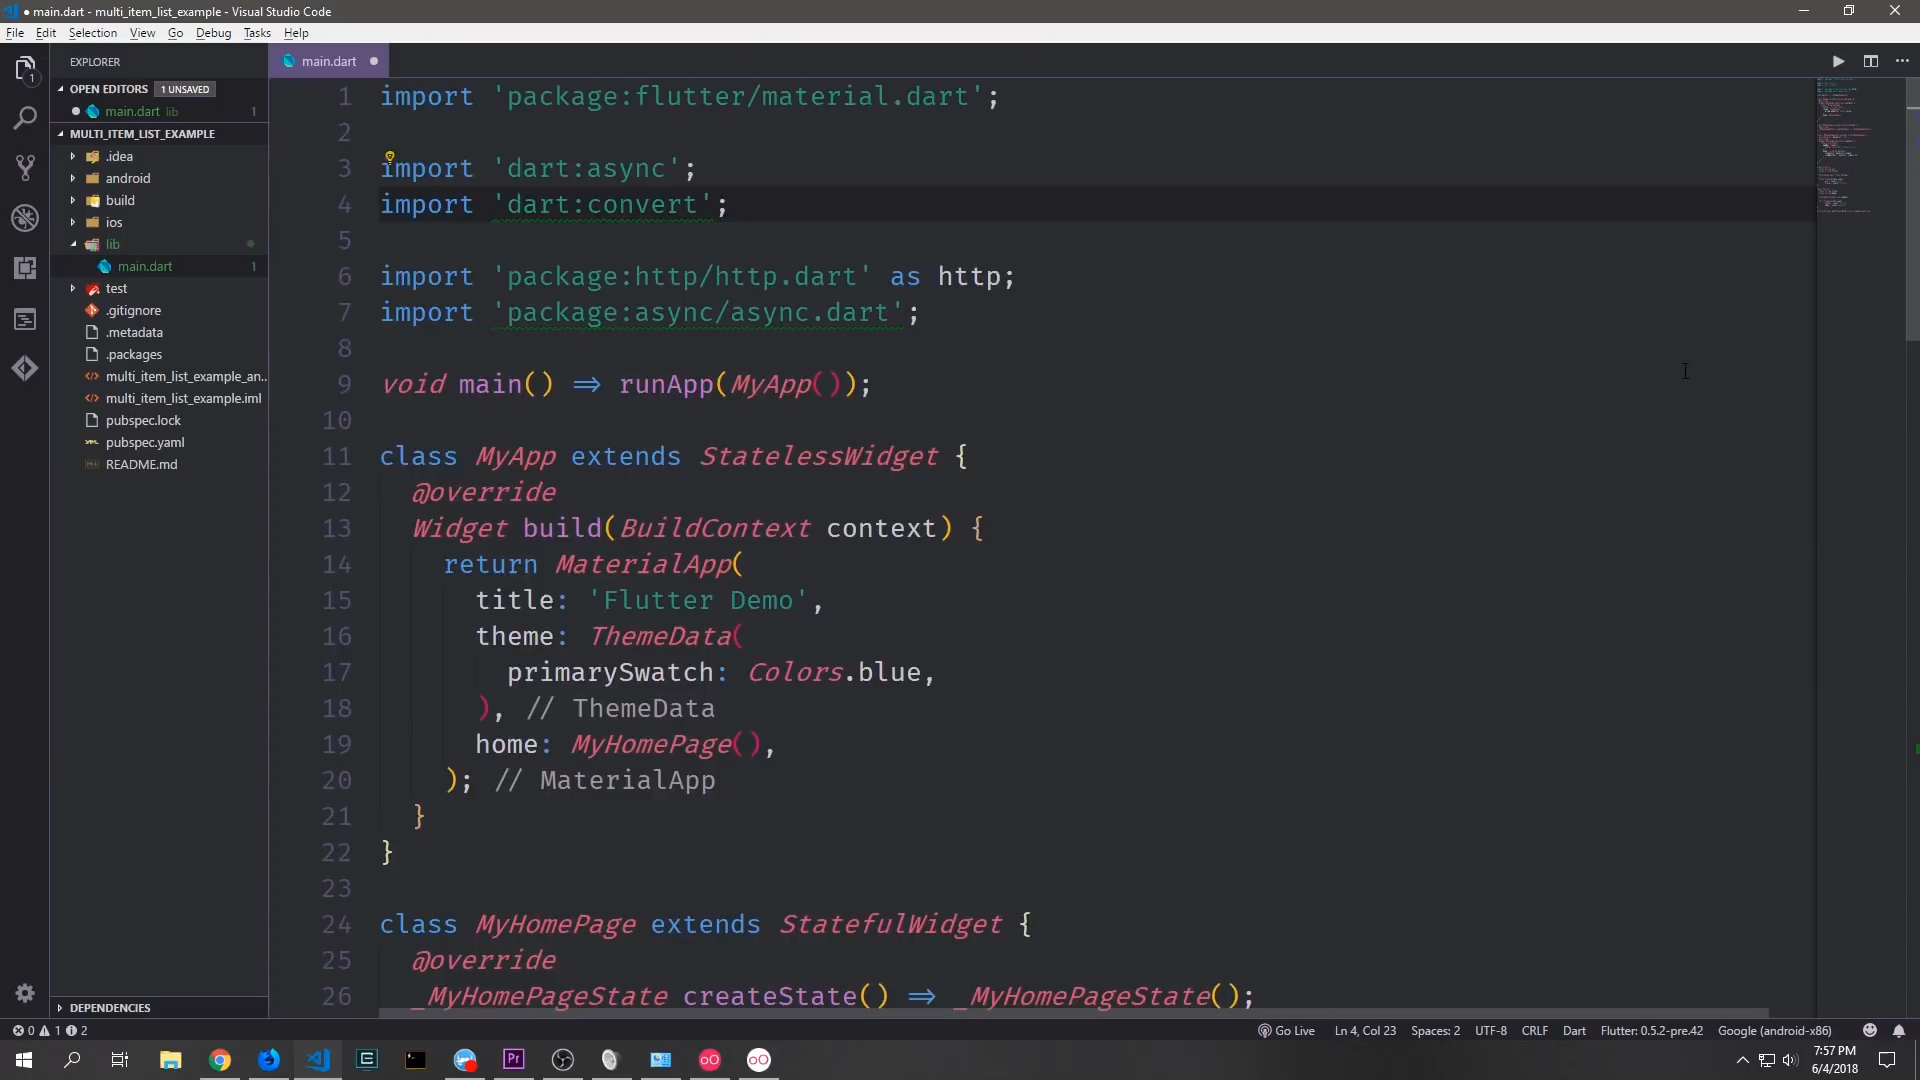 ● main.dart - multi_item_list_example - Visual Studio Code
File Edit Selection View Go Debug Tasks Help
EXPLORER
OPEN EDITORS 1 UNSAVED
main.dart lib 1
MULTI_ITEM_LIST_EXAMPLE
.idea
android
build
ios
lib
main.dart 1
test
.gitignore
.metadata
.packages
multi_item_list_example_an...
multi_item_list_example.iml
pubspec.lock
pubspec.yaml
README.md
DEPENDENCIES
1
main.dart
1 import 'package:flutter/material.dart';
2
3 import 'dart:async';
4 import 'dart:convert';
5
6 import 'package:http/http.dart' as http;
7 import 'package:async/async.dart';
8
9 void main() => runApp(MyApp());
10
11 class MyApp extends StatelessWidget {
12 @override
13 Widget build(BuildContext context) {
14 return MaterialApp(
15 title: 'Flutter Demo',
16 theme: ThemeData(
17 primarySwatch: Colors.blue,
18 ), // ThemeData
19 home: MyHomePage(),
20 ); // MaterialApp
21 }
22 }
23
24 class MyHomePage extends StatefulWidget {
25 @override
26 _MyHomePageState createState() => _MyHomePageState();
0 1 2
Go Live Ln 4, Col 23 Spaces: 2 UTF-8 CRLF Dart Flutter: 0.5.2-pre.42 Google (android-x86)
Pr
7:57 PM
6/4/2018